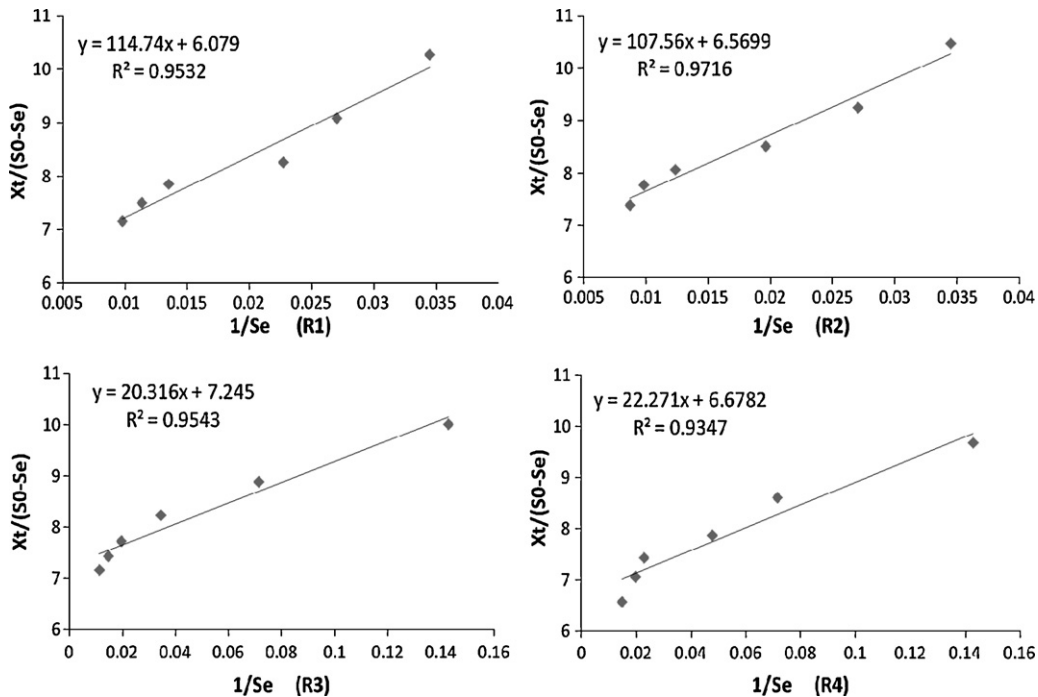 11
10
9
8
7
6
Xt/(S0-Se)
y = 114.74x + 6.079
R² = 0.9532
0.005 0.01 0.015 0.02 0.025 0.03 0.035 0.04
1/Se (R1)
11
10
9
8
7
6
Xt/(S0-Se)
y = 107.56x + 6.5699
R² = 0.9716
0.005 0.01 0.015 0.02 0.025 0.03 0.035 0.04
1/Se (R2)
11
10
9
8
7
6
Xt/(S0-Se)
y = 20.316x + 7.245
R² = 0.9543
0 0.02 0.04 0.06 0.08 0.1 0.12 0.14 0.16
1/Se (R3)
11
10
9
8
7
6
Xt/(S0-Se)
y = 22.271x + 6.6782
R² = 0.9347
0 0.02 0.04 0.06 0.08 0.1 0.12 0.14 0.16
1/Se (R4)